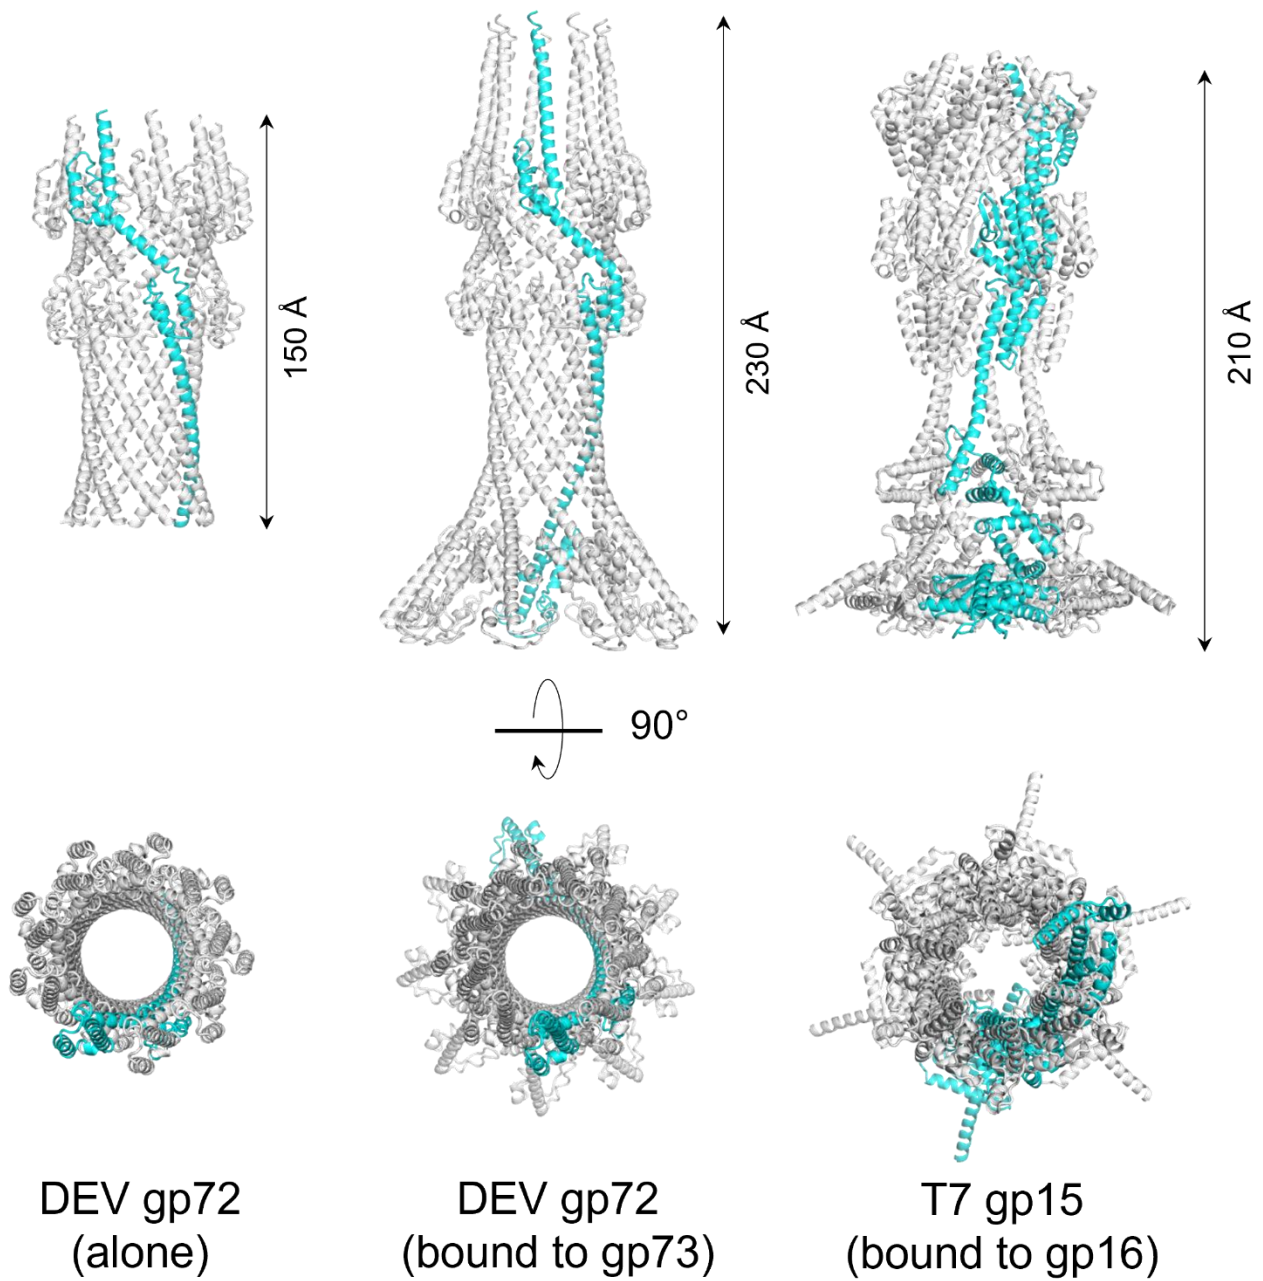 150 Å
230 Å
210 Å
90°
DEV gp72
(alone)
DEV gp72
(bound to gp73)
T7 gp15
(bound to gp16)